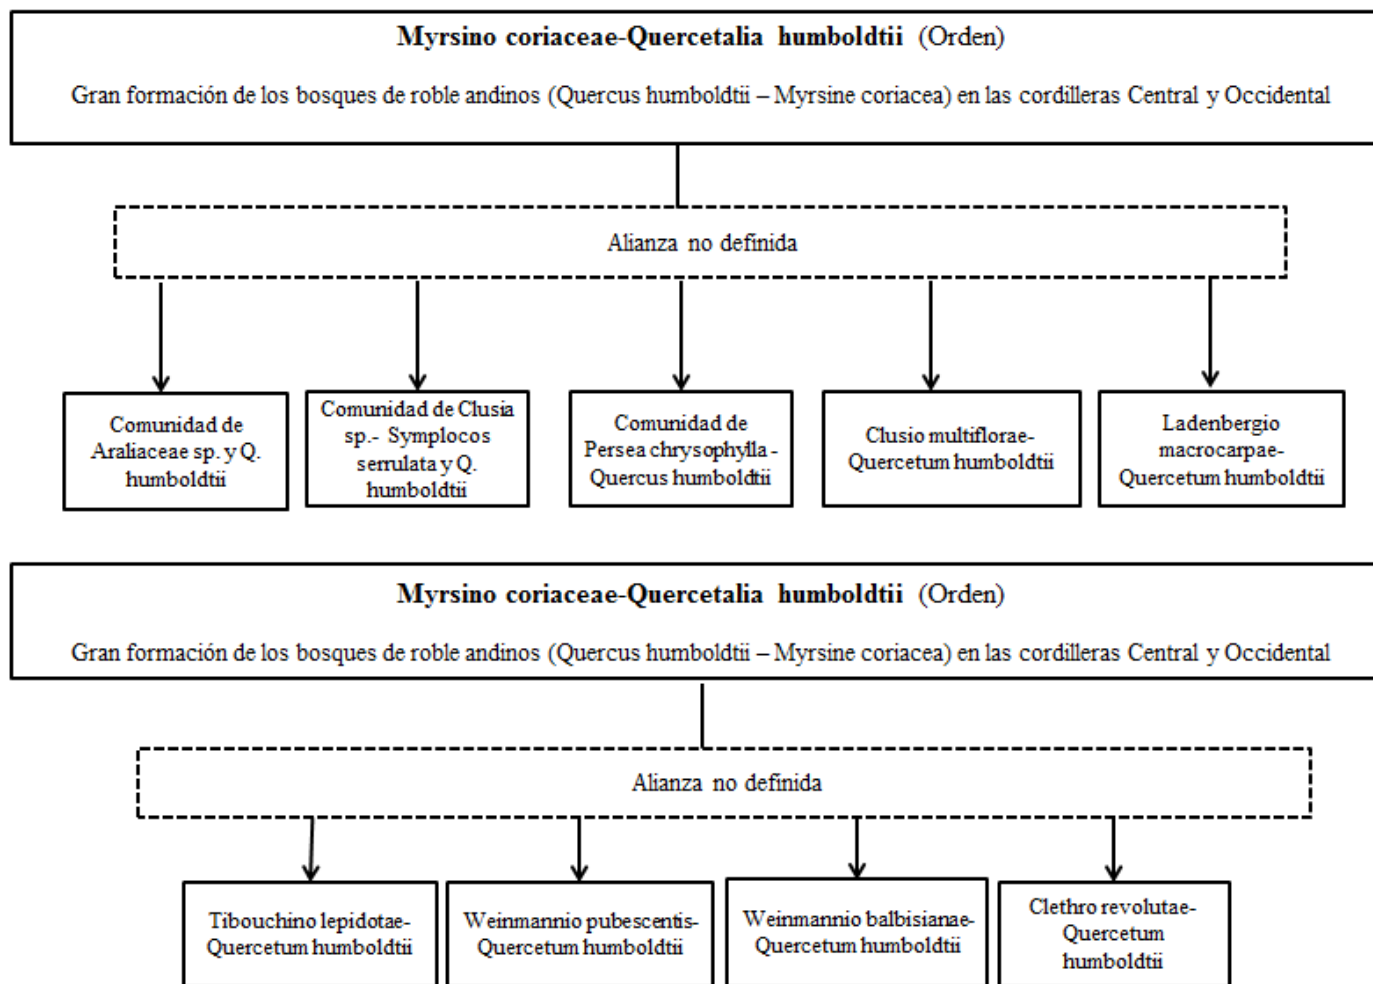 Myrsino coriaceae-Quercetalia humboldtii (Orden)
Gran formación de los bosques de roble andinos (Quercus humboldtii – Myrsine coriacea) en las cordilleras Central y Occidental
Alianza no definida
Comunidad de
Araliaceae sp. y Q.
humboldtii
Comunidad de Clusia
sp.- Symplocos
serrulata y Q.
humboldtii
Comunidad de
Persea chrysophylla -
Quercus humboldtii
Clusio multiflorae-
Quercetum humboldtii
Ladenbergio
macrocarpae-
Quercetum humboldtii
Myrsino coriaceae-Quercetalia humboldtii (Orden)
Gran formación de los bosques de roble andinos (Quercus humboldtii – Myrsine coriacea) en las cordilleras Central y Occidental
Alianza no definida
Tibouchino lepidotae-
Quercetum humboldtii
Weinmannio pubescentis-
Quercetum humboldtii
Weinmannio balbisianae-
Quercetum humboldtii
Clethro revolutae-
Quercetum
humboldtii